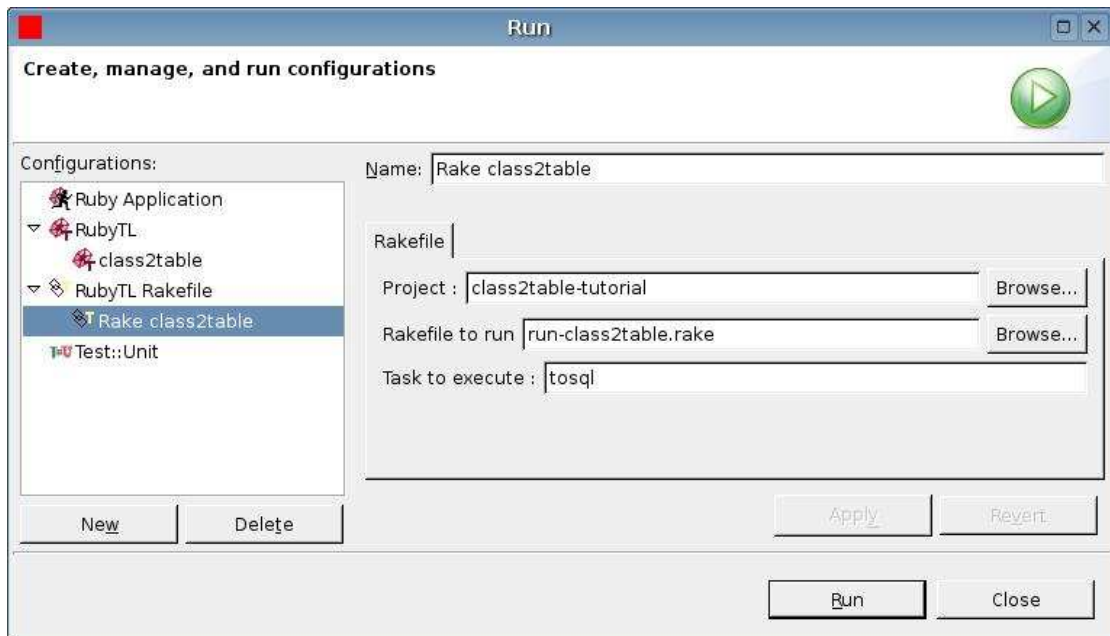 Run
Create, manage, and run configurations
Configurations:
Ruby Application
RubyTL
class2table
RubyTL Rakefile
Rake class2table
Test::Unit
New
Delete
Name: Rake class2table
Rakefile
Project : class2table-tutorial Browse...
Rakefile to run run-class2table.rake Browse...
Task to execute : tosql
Apply
Revert
Run
Close